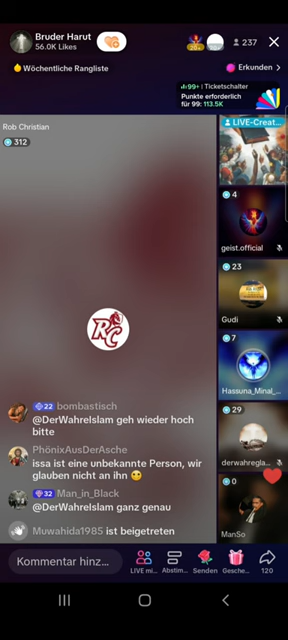 Bruder Harut
56.0K Likes
237
Wöchentliche Rangliste
Erkunden >
99+ | Ticketschalter
Punkte erforderlich
für 99: 113.5K
Rob Christian
312
LIVE-Creat...
4
geist.official
23
Gudi
RC
7
Hassuna_Minal_...
29
derwahregla...
0
ManSo
22 bombastisch
@DerWahreIslam geh wieder hoch
bitte
PhönixAusDerAsche
issa ist eine unbekannte Person, wir
glauben nicht an ihn
32 Man_in_Black
@DerWahreIslam ganz genau
Muwahida1985 ist beigetreten
Kommentar hinz...
LIVE mi...
Abstim...
Senden
Gesche...
120